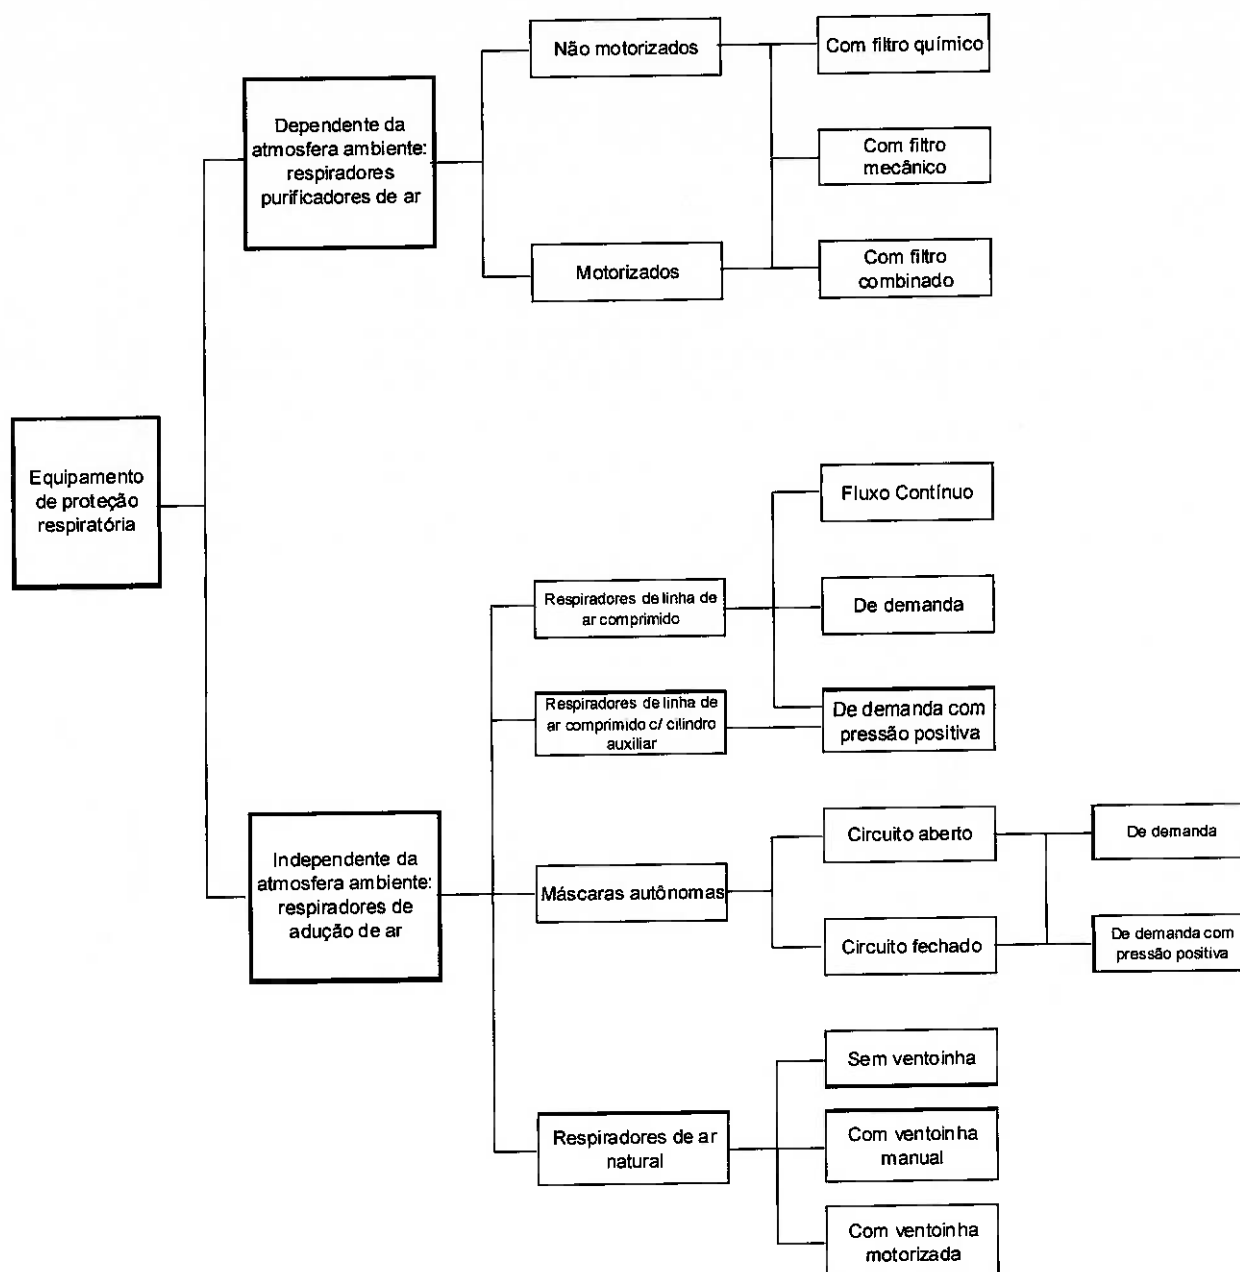 Não motorizados
Com filtro químico
Dependente da
atmosfera ambiente:
respiradores
purificadores de ar
Com filtro
mecânico
Motorizados
Com filtro
combinado
Equipamento
de proteção
respiratória
Fluxo Contínuo
Respiradores de linha de
ar comprimido
De demanda
Respiradores de linha de
ar comprimido c/ cilindro
auxiliar
De demanda com
pressão positiva
Independente da
atmosfera ambiente:
respiradores de
adução de ar
Máscaras autônomas
Circuito aberto
De demanda
Circuito fechado
De demanda com
pressão positiva
Respiradores de ar
natural
Sem ventoinha
Com ventoinha
manual
Com ventoinha
motorizada